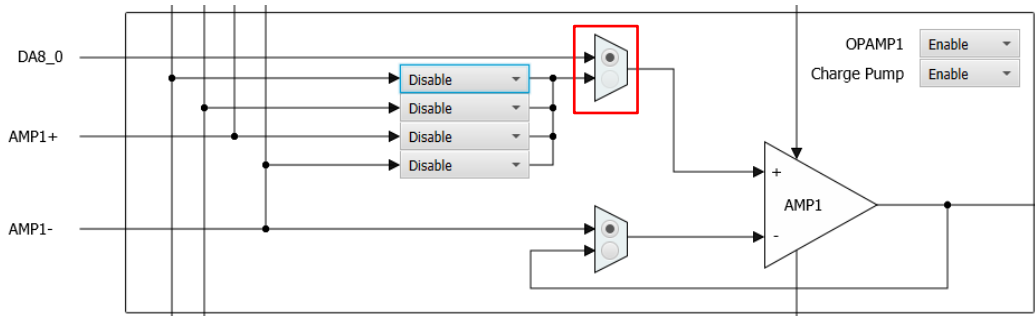 DA8_0
OPAMP1 Enable
Charge Pump Enable
Disable
Disable
AMP1+
Disable
Disable
+
AMP1
AMP1-
-